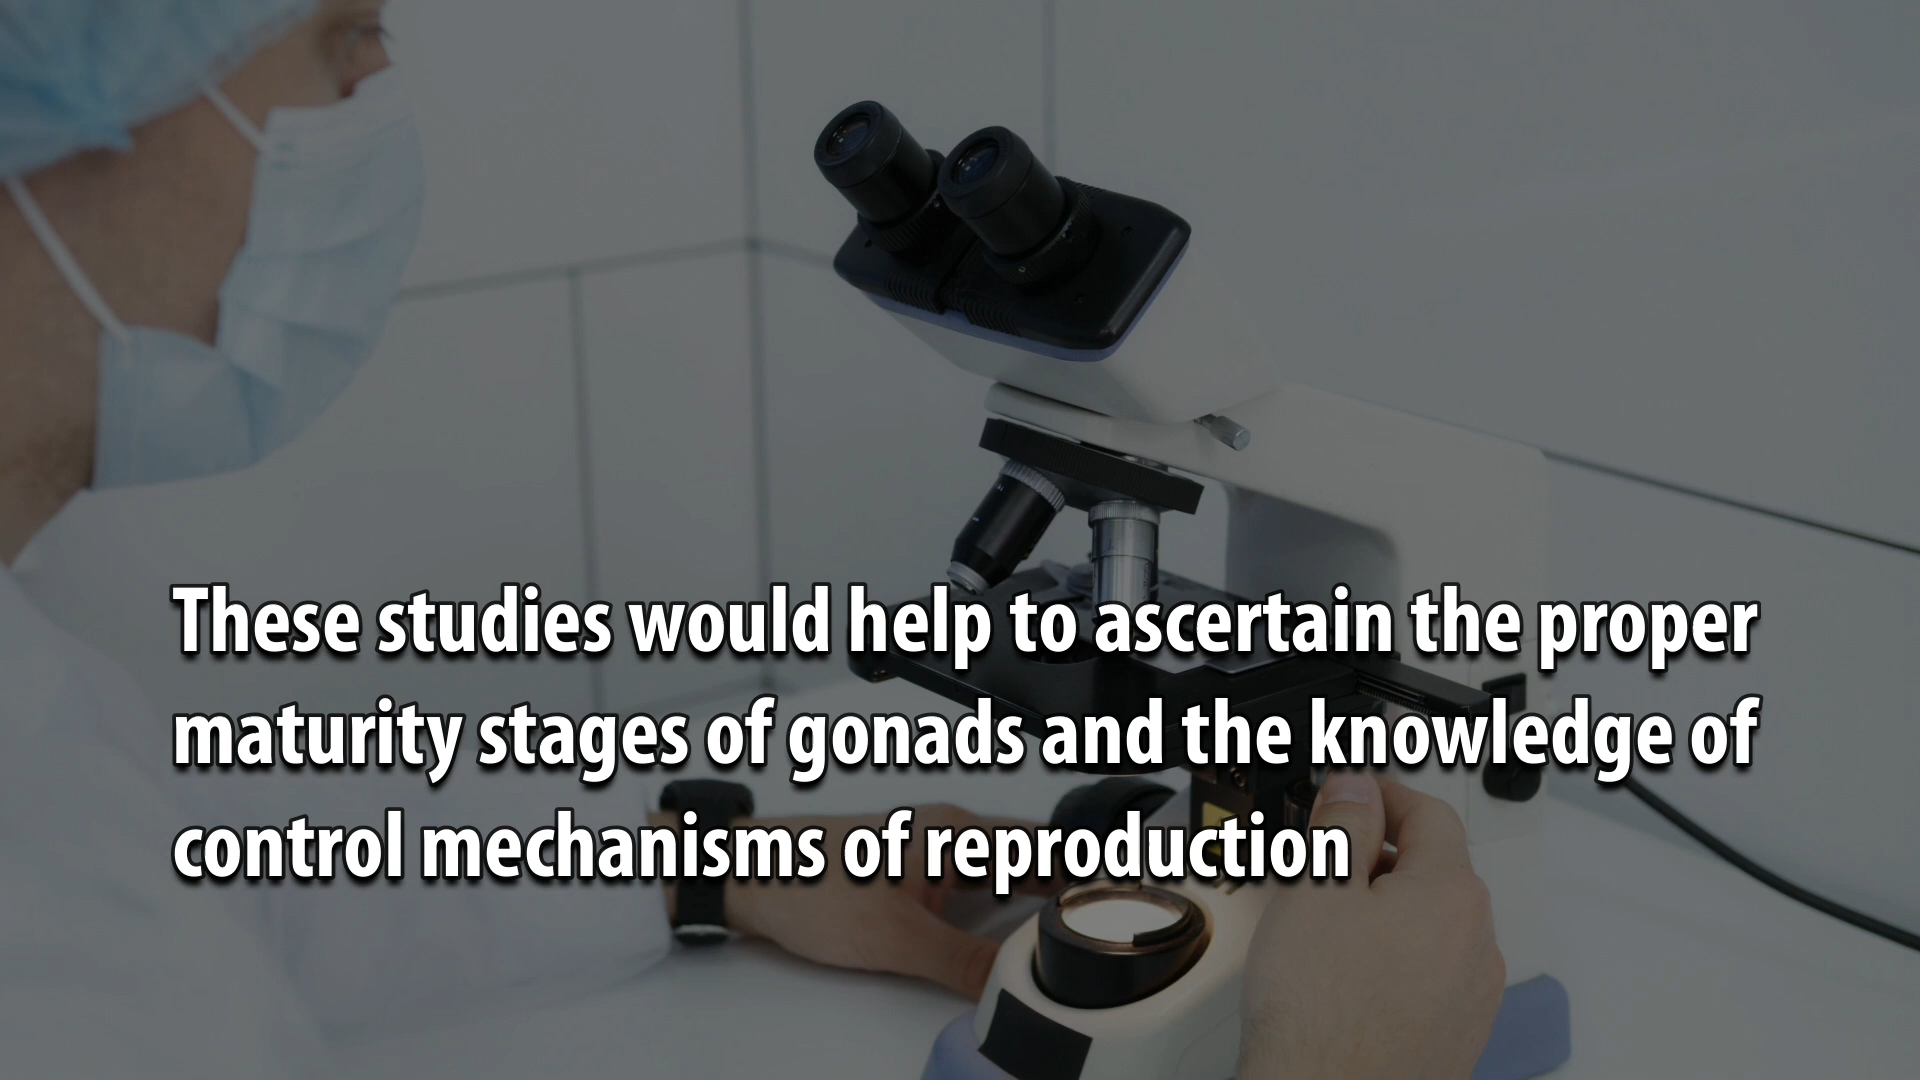 These studies would help to ascertain the proper
maturity stages of gonads and the knowledge of
control mechanisms of reproduction